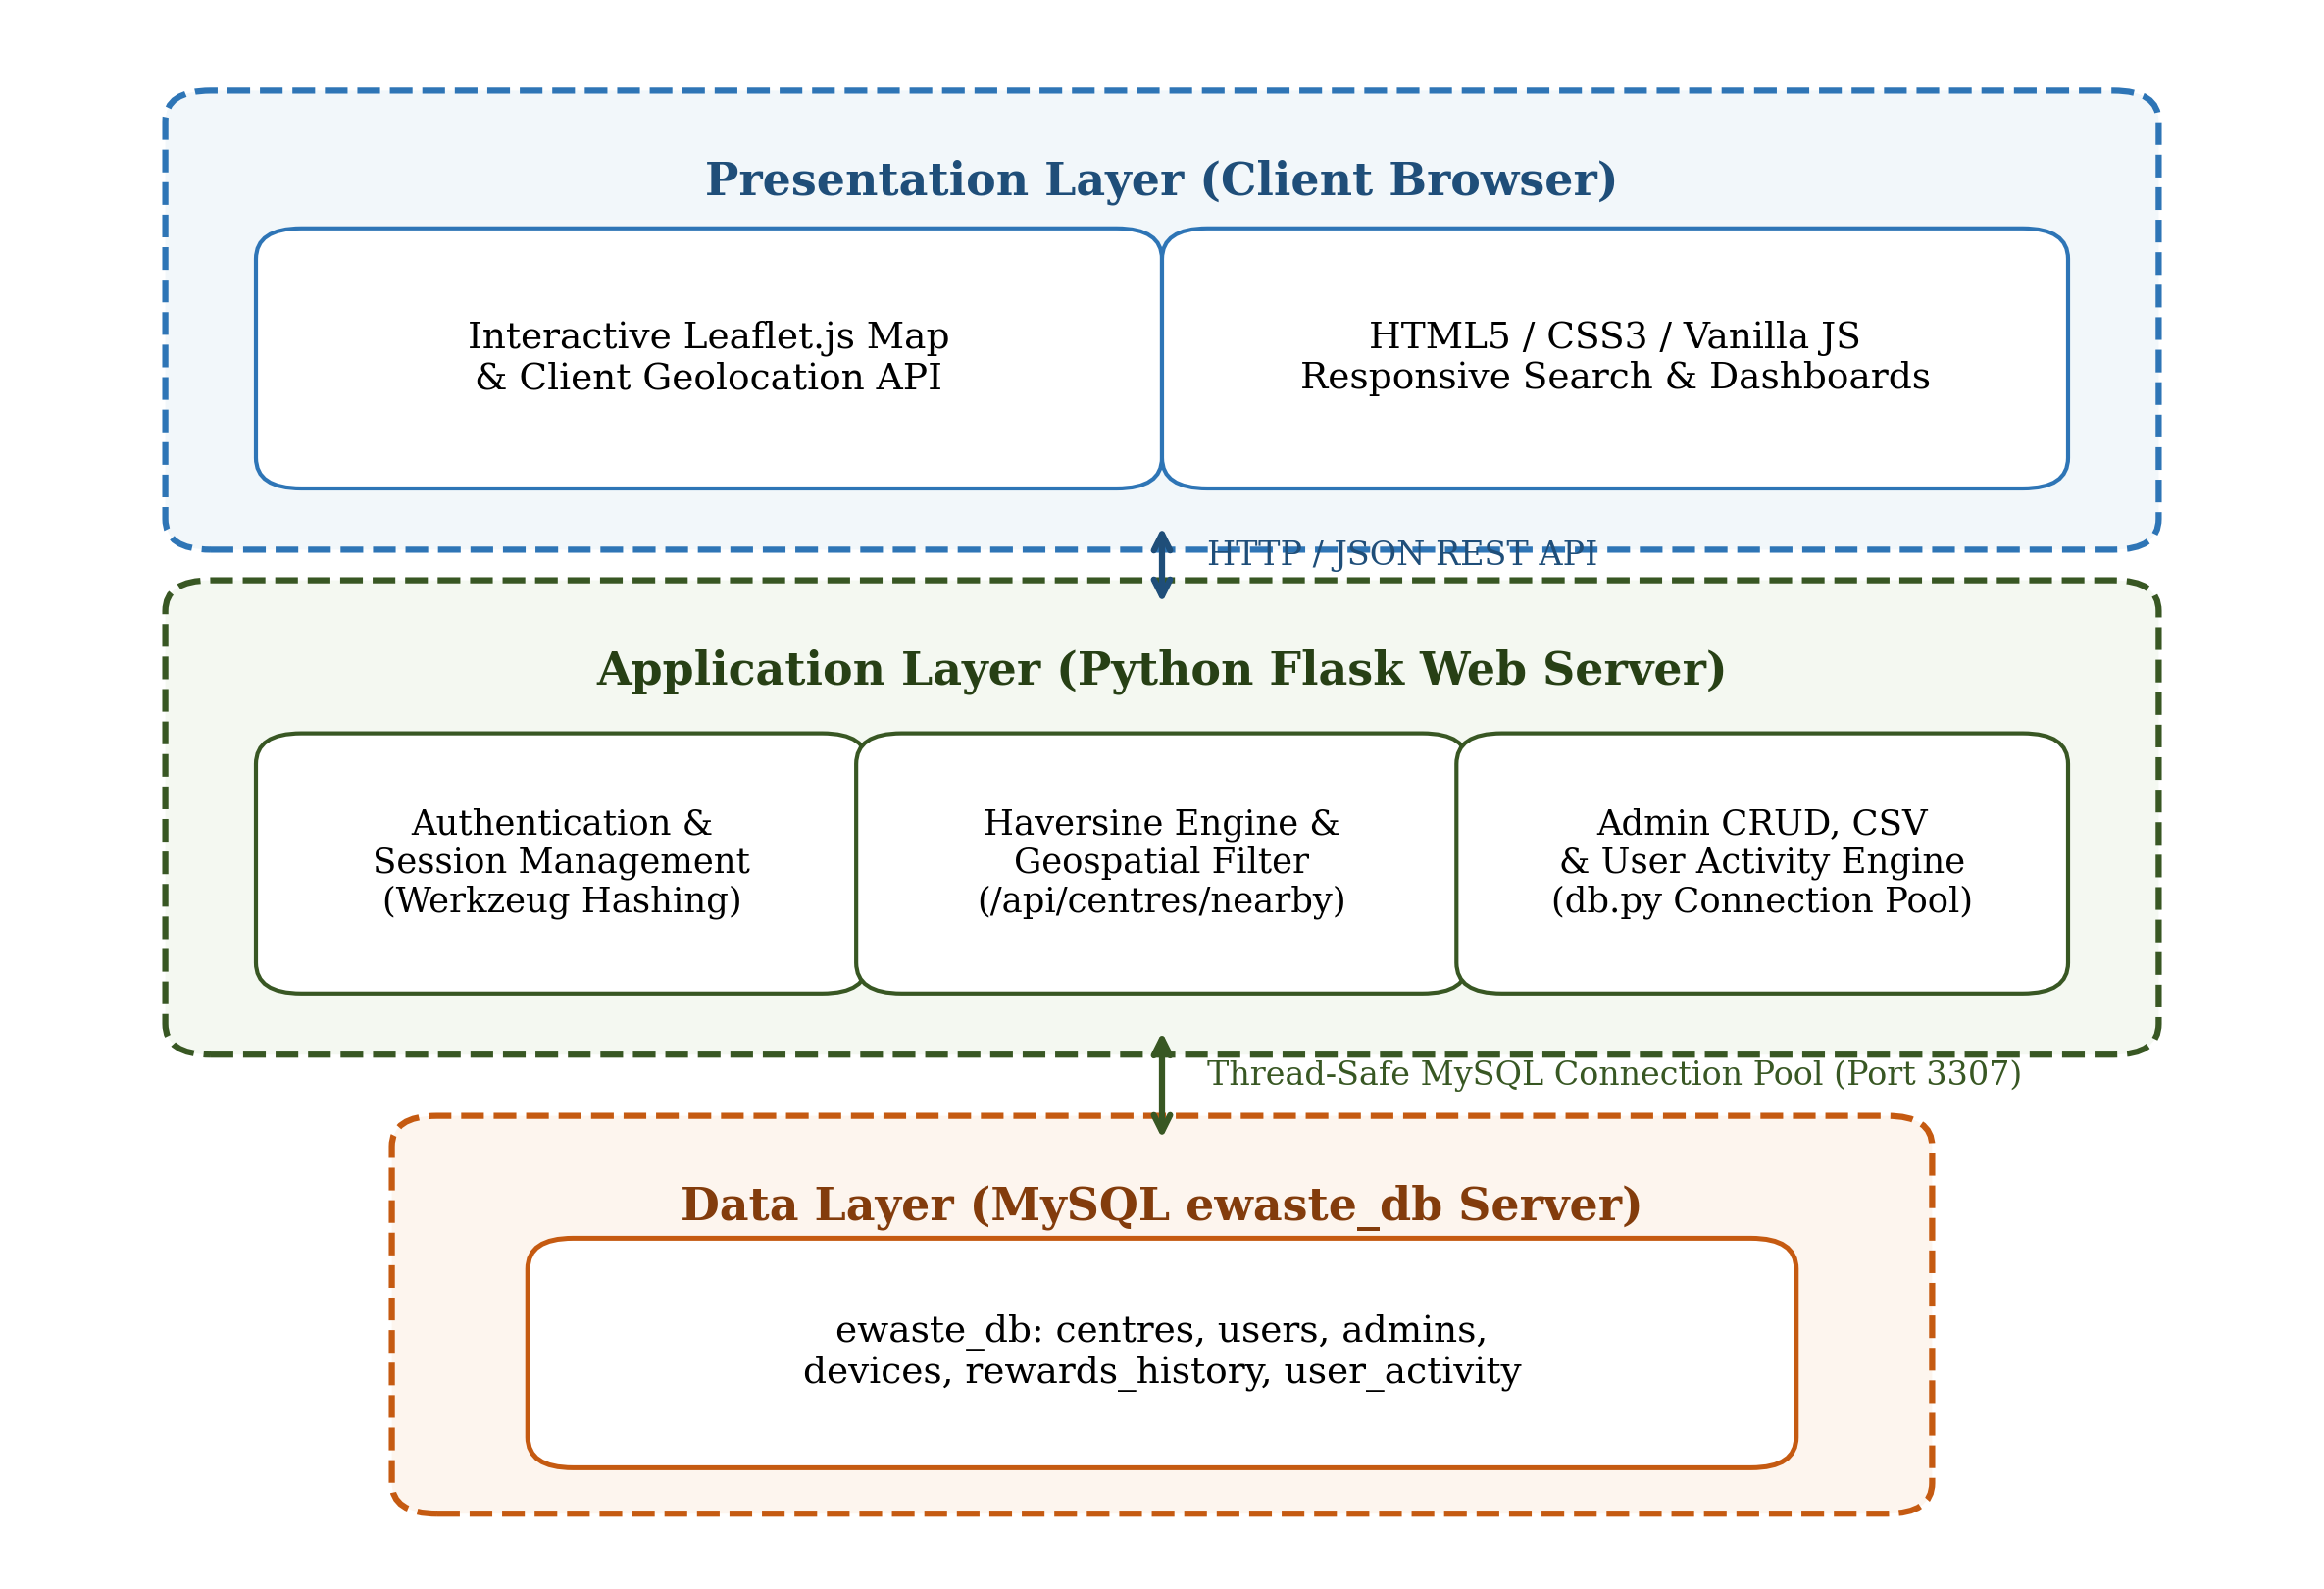 Presentation Layer (Client Browser)
Interactive Leaflet.js Map
& Client Geolocation API
HTML5 / CSS3 / Vanilla JS
Responsive Search & Dashboards
HTTP / JSON REST API
Application Layer (Python Flask Web Server)
Authentication &
Session Management
(Werkzeug Hashing)
Haversine Engine &
Geospatial Filter
(/api/centres/nearby)
Admin CRUD, CSV
& User Activity Engine
(db.py Connection Pool)
Thread-Safe MySQL Connection Pool (Port 3307)
Data Layer (MySQL ewaste_db Server)
ewaste_db: centres, users, admins,
devices, rewards_history, user_activity